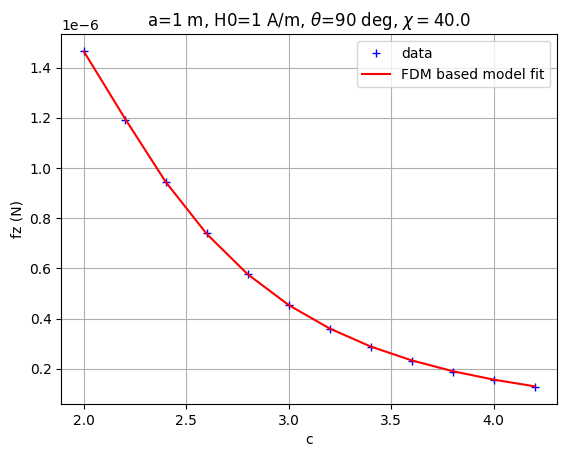 a=1 m, H0=1 A/m, θ=90 deg, χ = 40.0
1e−6
data
FDM based model fit
1.4
1.2
1.0
0.8
0.6
0.4
0.2
fz (N)
2.0 2.5 3.0 3.5 4.0
c